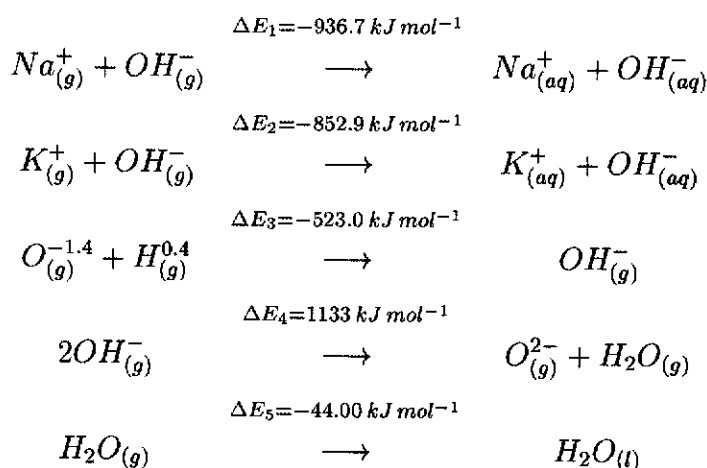 ΔE₁=−936.7 kJ mol⁻¹
Na⁺₍g₎ + OH⁻₍g₎ ⟶ Na⁺₍aq₎ + OH⁻₍aq₎
ΔE₂=−852.9 kJ mol⁻¹
K⁺₍g₎ + OH⁻₍g₎ ⟶ K⁺₍aq₎ + OH⁻₍aq₎
ΔE₃=−523.0 kJ mol⁻¹
O⁻¹·⁴₍g₎ + H⁰·⁴₍g₎ ⟶ OH⁻₍g₎
ΔE₄=1133 kJ mol⁻¹
2OH⁻₍g₎ ⟶ O²⁻₍g₎ + H₂O₍g₎
ΔE₅=−44.00 kJ mol⁻¹
H₂O₍g₎ ⟶ H₂O₍l₎